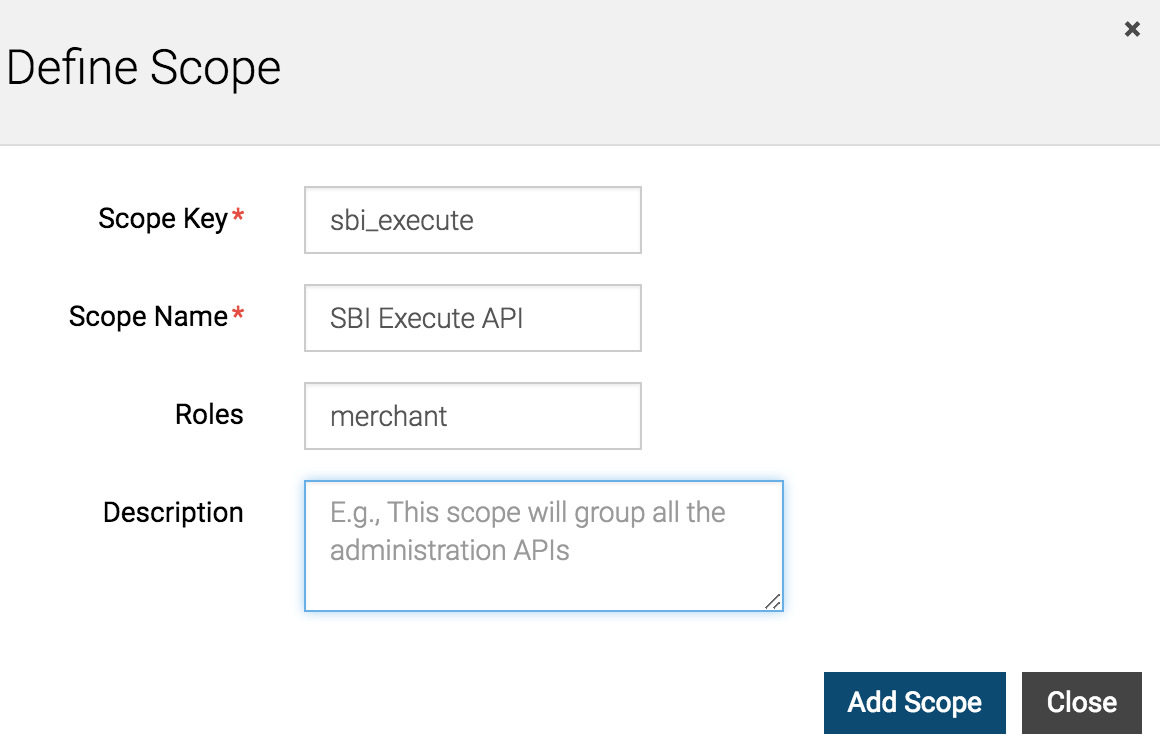 Define Scope
Scope Key*
sbi_execute
Scope Name*
SBI Execute API
Roles
merchant
Description
E.g., This scope will group all the
administration APIs
Add Scope
Close